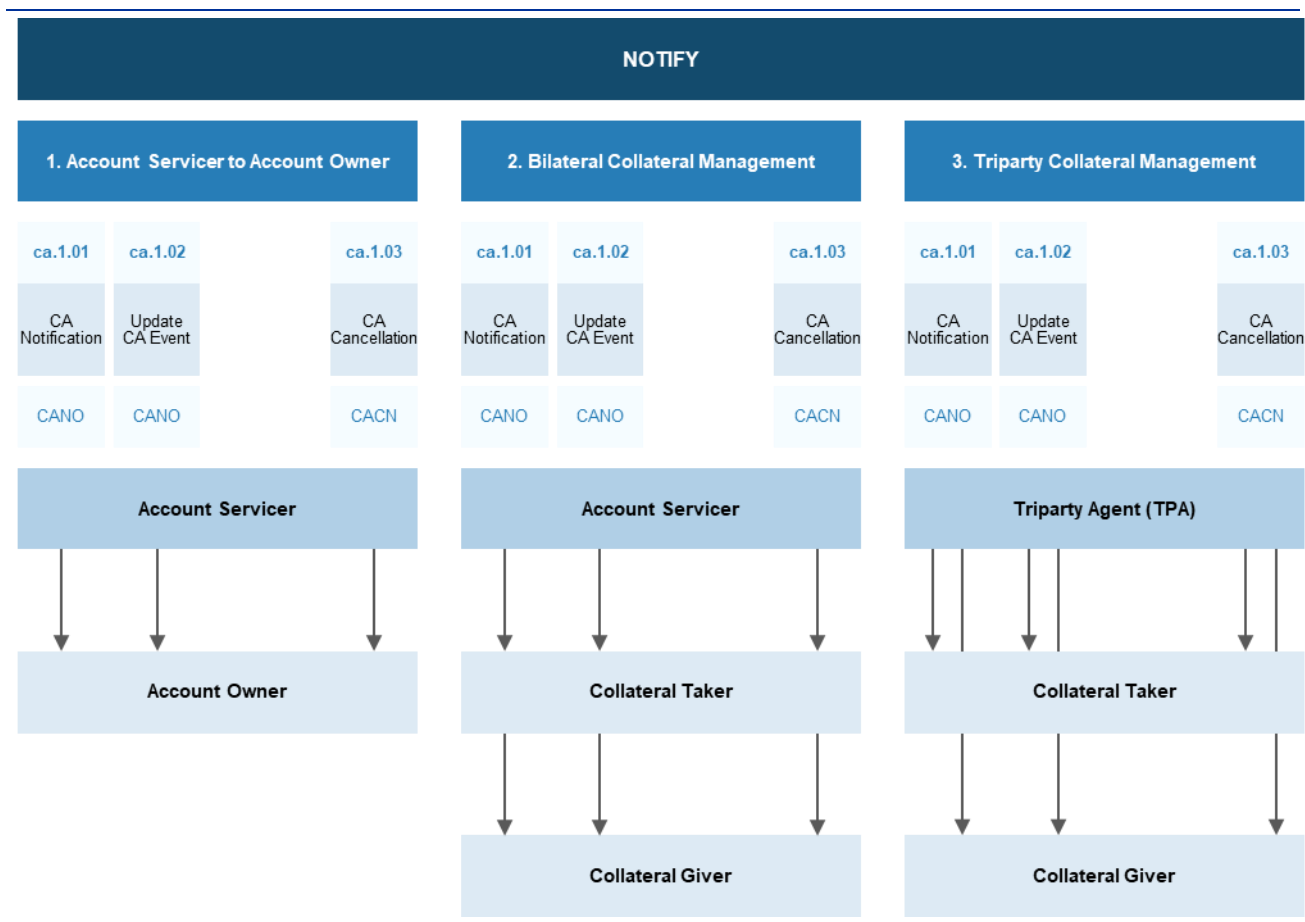 NOTIFY
1. Account Servicer to Account Owner
2. Bilateral Collateral Management
3. Triparty Collateral Management
ca.1.01 ca.1.02 ca.1.03 ca.1.01 ca.1.02 ca.1.03 ca.1.01 ca.1.02 ca.1.03
CA Update CA CA Update CA CA Update CA
Notification CA Event Cancellation Notification CA Event Cancellation Notification CA Event Cancellation
CANO CANO CACN CANO CANO CACN CANO CANO CACN
Account Servicer Account Servicer Triparty Agent (TPA)
Account Owner Collateral Taker Collateral Taker
Collateral Giver Collateral Giver